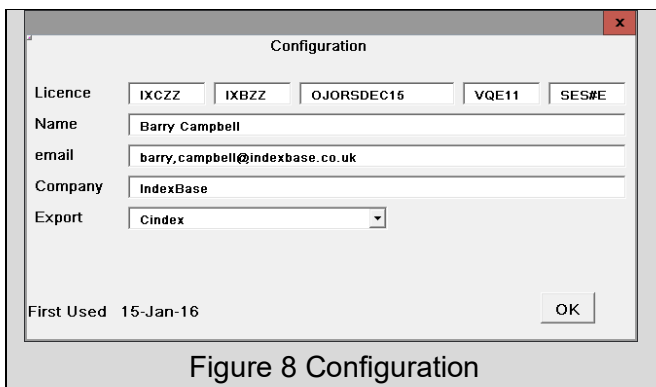 Configuration
Licence IXCZZ IXBZZ OJORSDEC15 VQE11 SES#E
Name Barry Campbell
email barry,campbell@indexbase.co.uk
Company IndexBase
Export Cindex
First Used 15-Jan-16 OK
Figure 8 Configuration